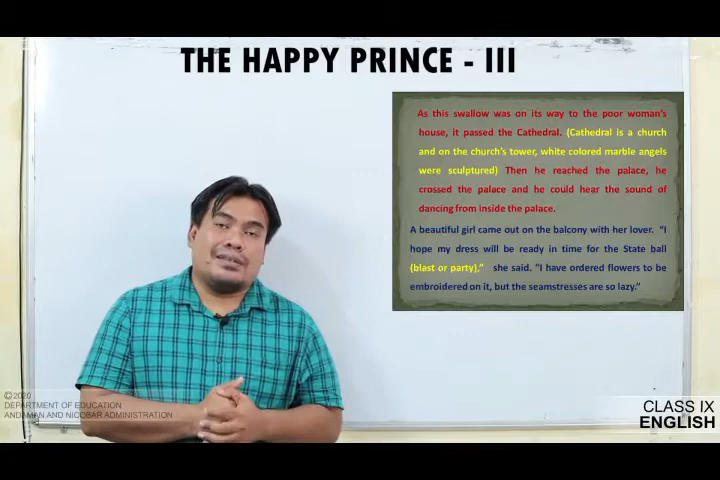 THE HAPPY PRINCE - III
As this swallow was on its way to the poor woman's
house, it passed the Cathedral. (Cathedral is a church
and on the church's tower, white colored marble angels
were sculptured) Then he reached the palace, he
crossed the palace and he could hear the sound of
dancing from inside the palace.
A beautiful girl came out on the balcony with her lover. "I
hope my dress will be ready in time for the State ball
(blast or party)," she said. "I have ordered flowers to be
embroidered on it, but the seamstresses are so lazy."
©2020
DEPARTMENT OF EDUCATION
ANDAMAN AND NICOBAR ADMINISTRATION
CLASS IX
ENGLISH